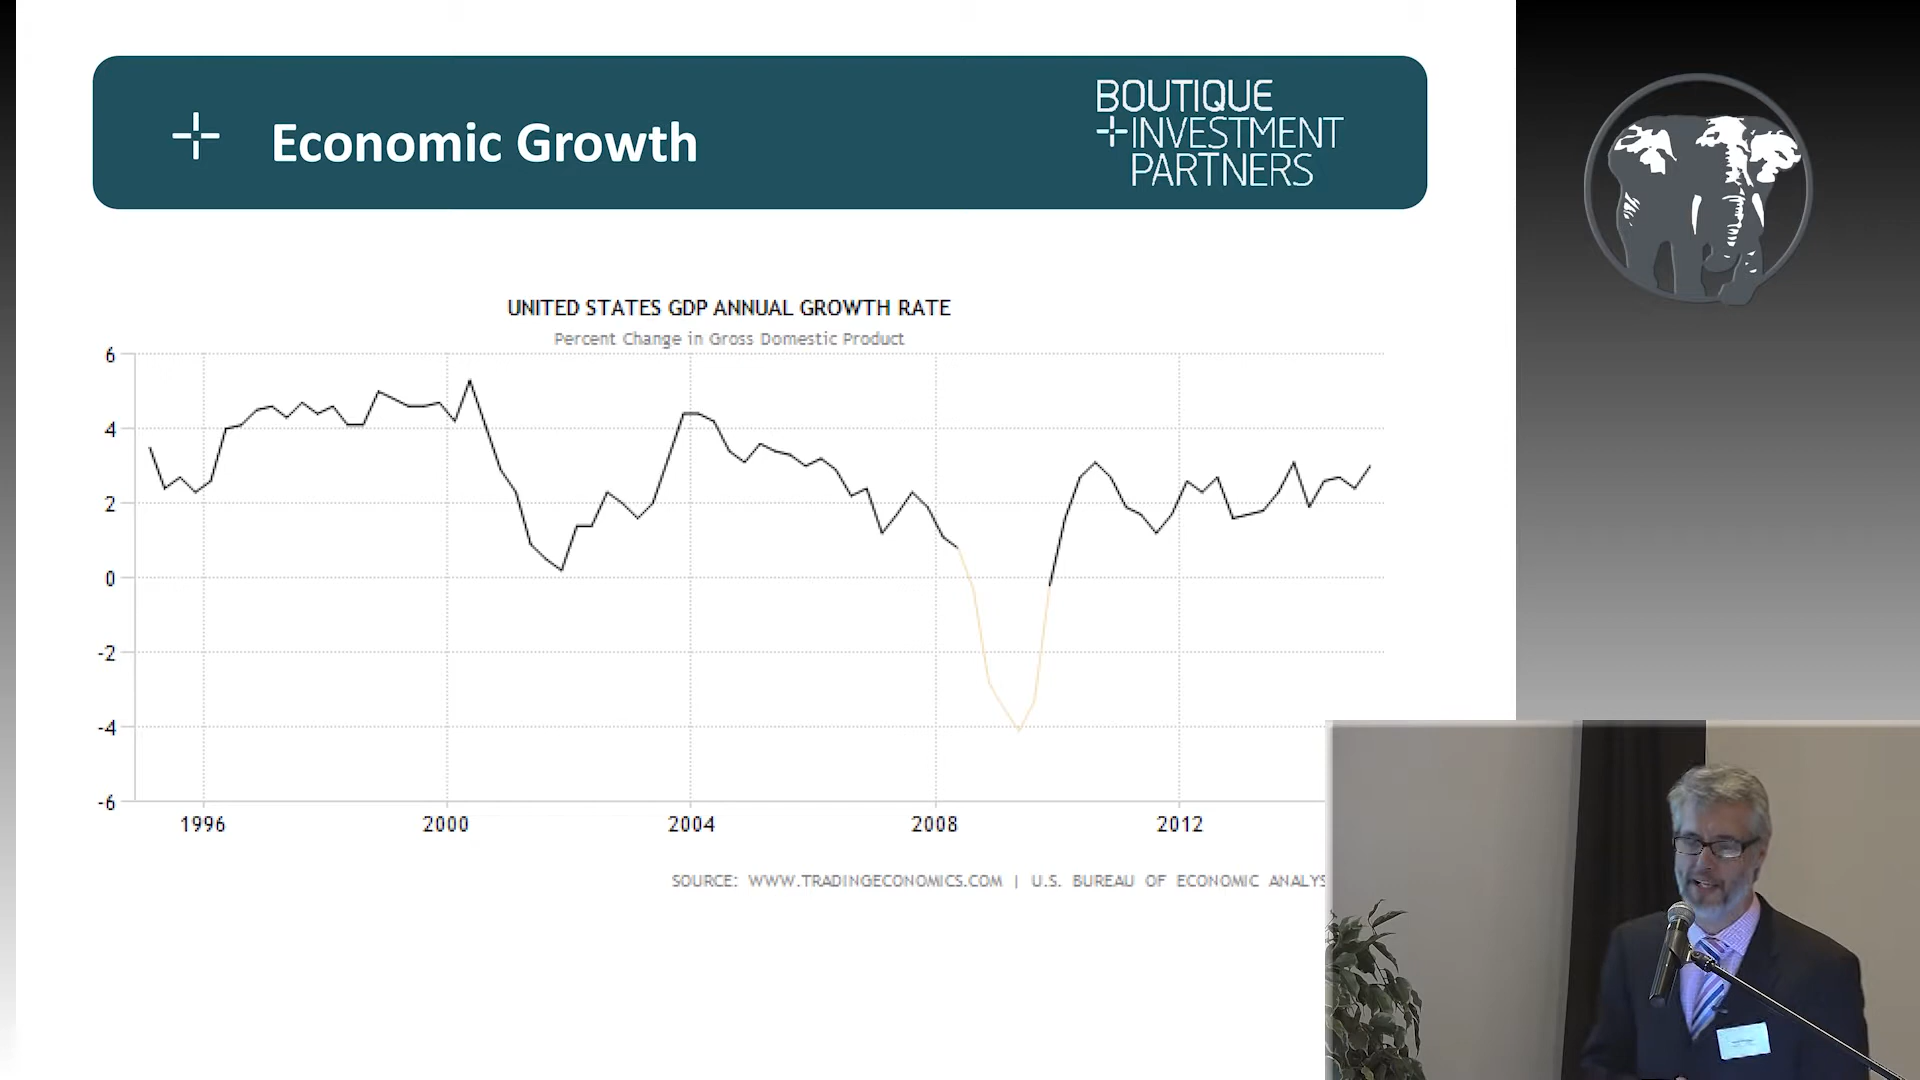 Economic Growth
BOUTIQUE
INVESTMENT
PARTNERS
UNITED STATES GDP ANNUAL GROWTH RATE
Percent Change in Gross Domestic Product
6
4
2
0
-2
-4
-6
1996 2000 2004 2008 2012
SOURCE: WWW.TRADINGECONOMICS.COM | U.S. BUREAU OF ECONOMIC ANALYS